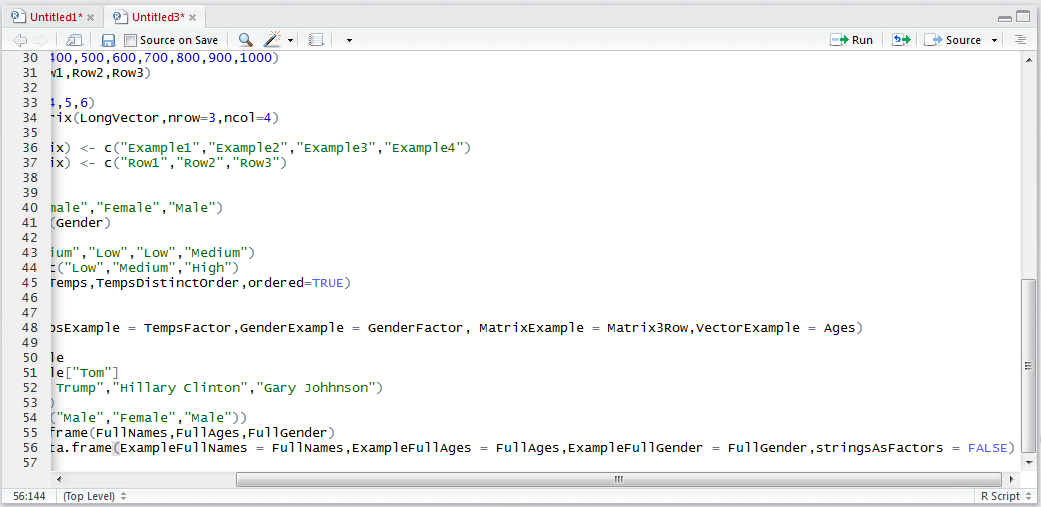 Untitled1* Untitled3*
Source on Save Run Source
30 400,500,600,700,800,900,1000)
31 w1,Row2,Row3)
32
33 4,5,6)
34 rix(LongVector,nrow=3,ncol=4)
35
36 ix) <- c("Example1","Example2","Example3","Example4")
37 ix) <- c("Row1","Row2","Row3")
38
39
40 male","Female","Male")
41 (Gender)
42
43 ium","Low","Low","Medium")
44 c("Low","Medium","High")
45 Temps,TempsDistinctOrder,ordered=TRUE)
46
47
48 psExample = TempsFactor,GenderExample = GenderFactor, MatrixExample = Matrix3Row,VectorExample = Ages)
49
50 le
51 le["Tom"]
52 Trump","Hillary Clinton","Gary Johhnson")
53 )
54 ("Male","Female","Male"))
55 frame(FullNames,FullAges,FullGender)
56 ta.frame(ExampleFullNames = FullNames,ExampleFullAges = FullAges,ExampleFullGender = FullGender,stringsAsFactors = FALSE)
57
56:144 (Top Level) R Script